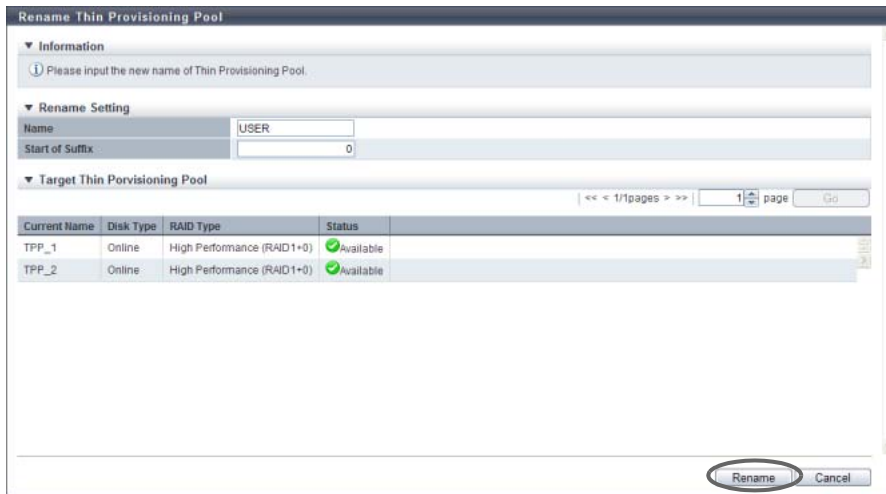 Rename Thin Provisioning Pool
▼ Information
Please input the new name of Thin Provisioning Pool.
▼ Rename Setting
Name USER
Start of Suffix 0
▼ Target Thin Porvisioning Pool
| << < 1/1pages > >> | 1 page Go
Current Name Disk Type RAID Type Status
TPP_1 Online High Performance (RAID1+0) Available
TPP_2 Online High Performance (RAID1+0) Available
Rename Cancel